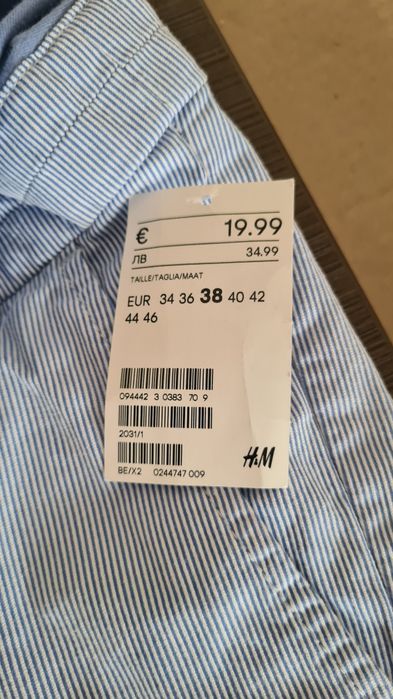 € 19.99
ЛВ 34.99
TAILLE/TAGLIA/MAAT
EUR 34 36 38 40 42
44 46
094442 3 0383 70 9
2031/1
BE/X2 0244747 009
H&M